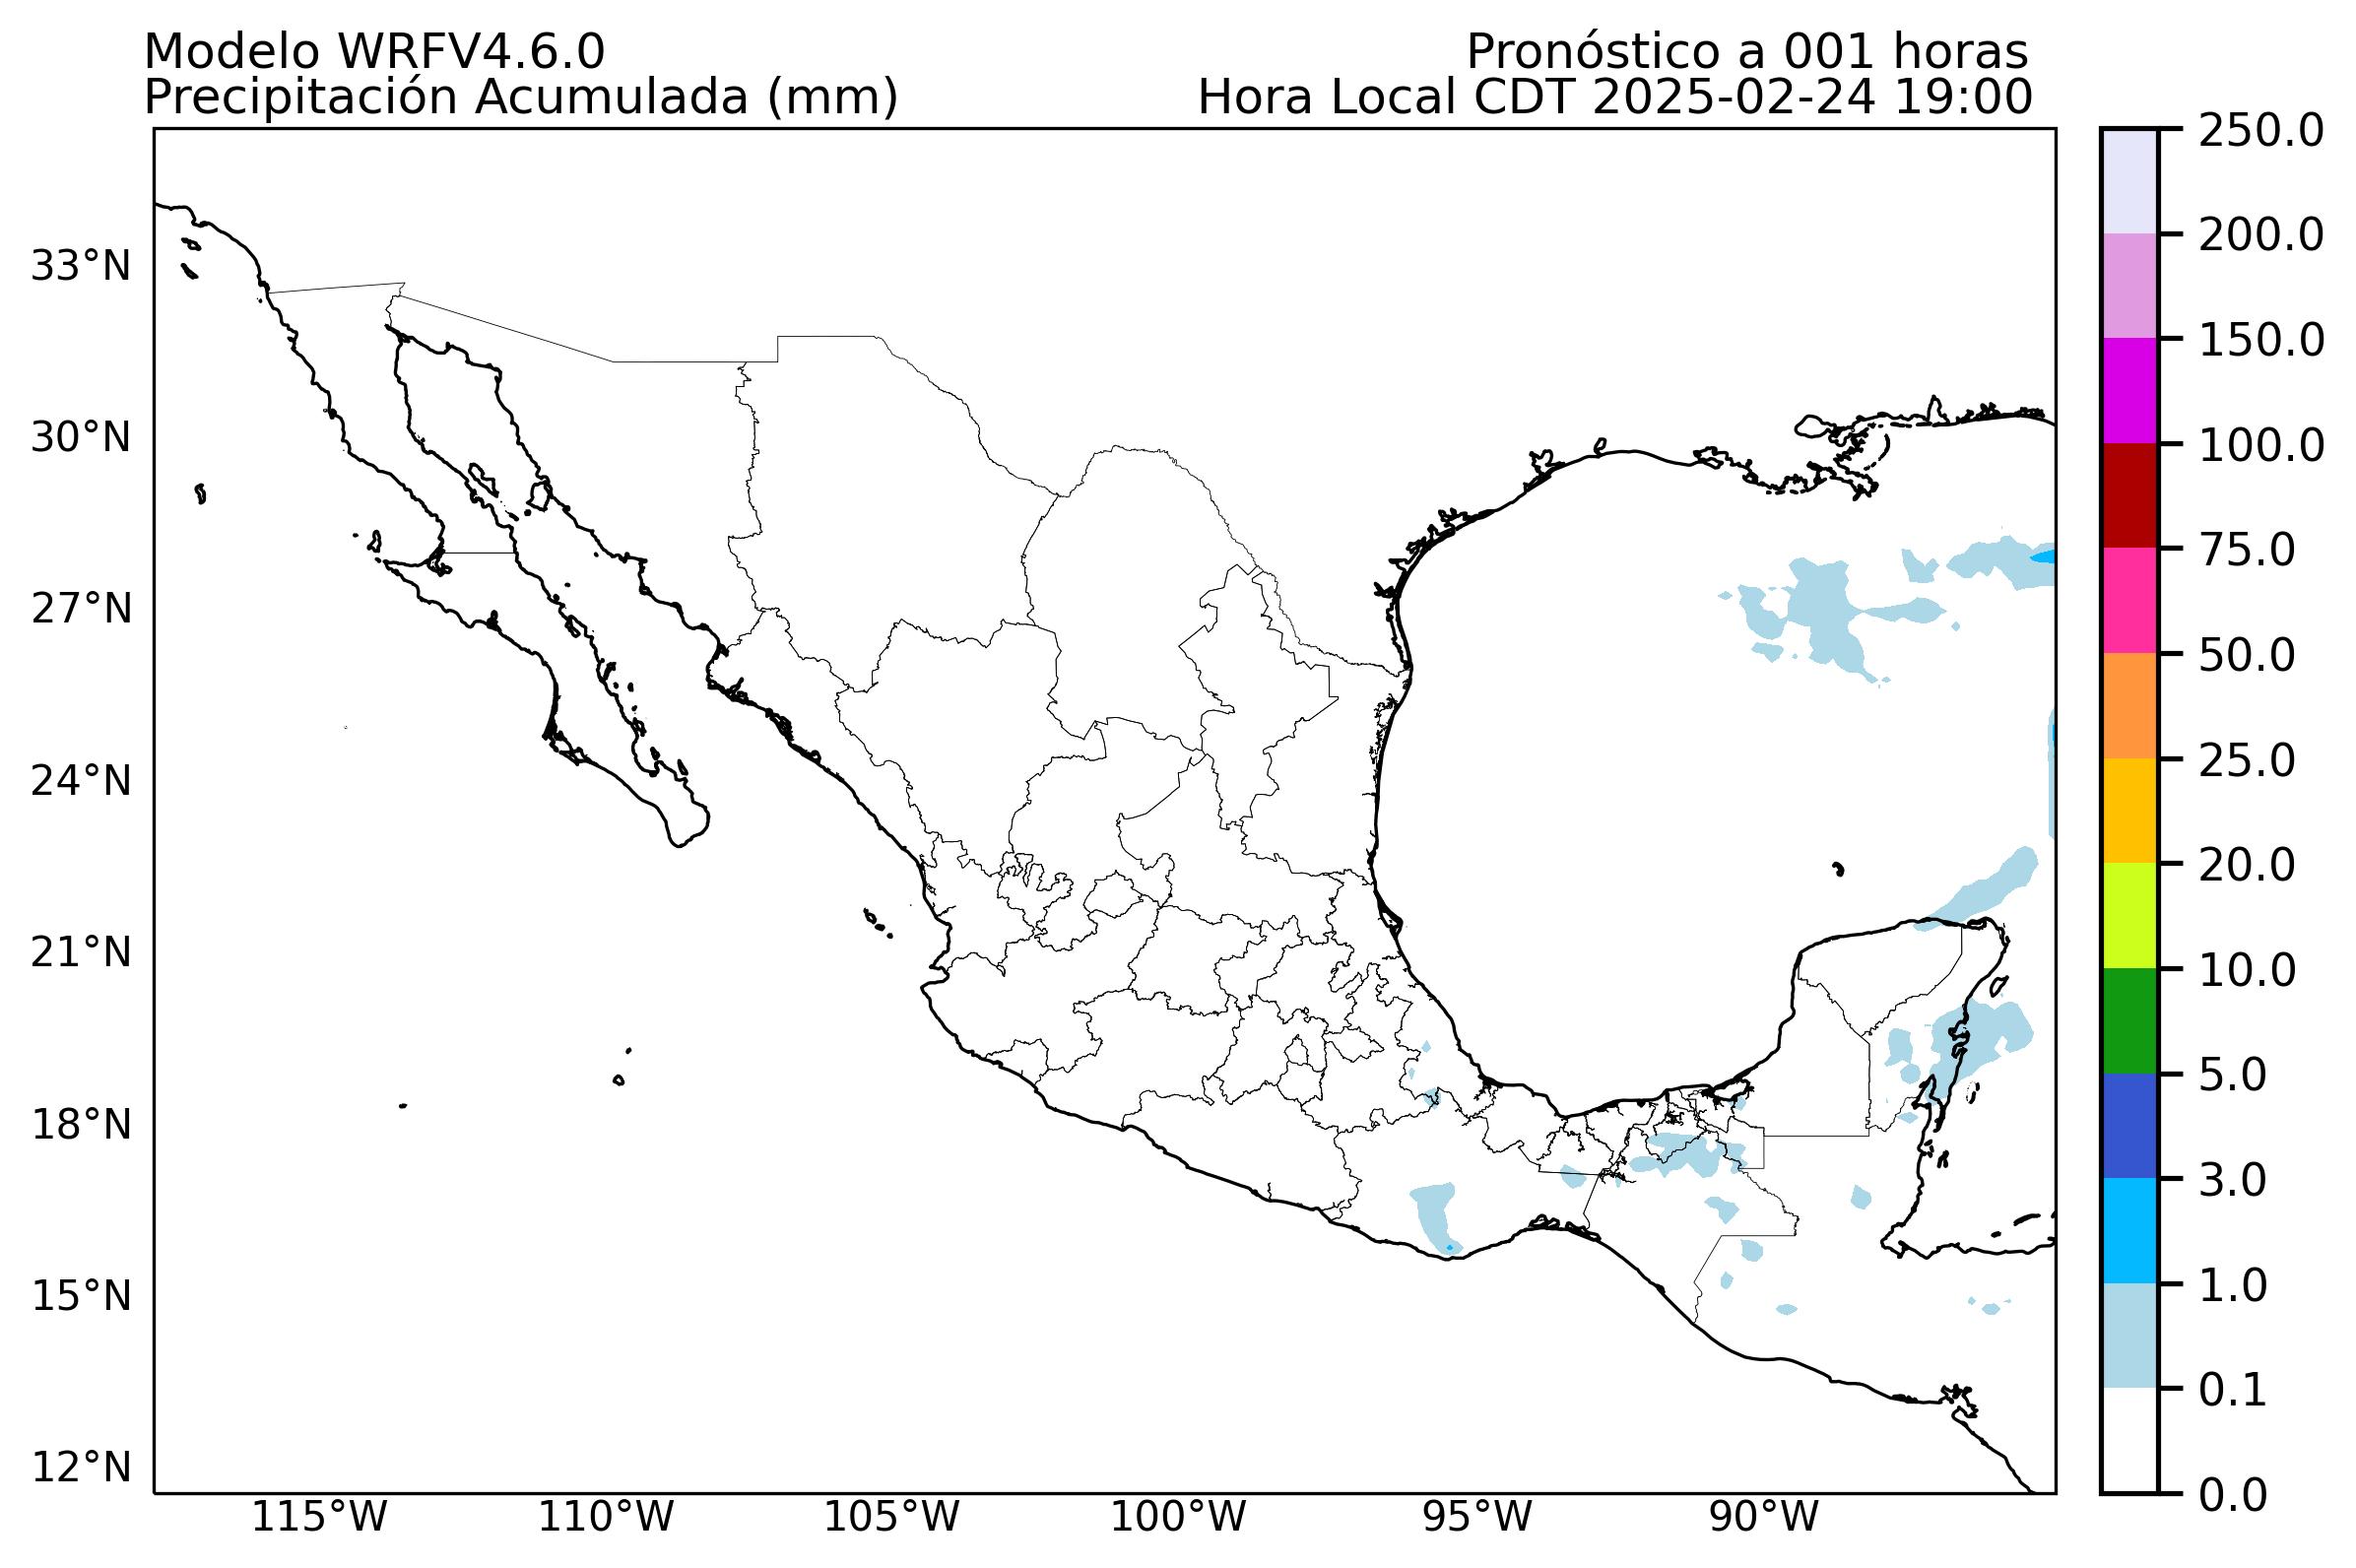 Modelo WRFV4.6.0
Pronóstico a 001 horas
Precipitación Acumulada (mm)
Hora Local CDT 2025-02-24 19:00
33°N
30°N
27°N
24°N
21°N
18°N
15°N
12°N
115°W
110°W
105°W
100°W
95°W
90°W
250.0
200.0
150.0
100.0
75.0
50.0
25.0
20.0
10.0
5.0
3.0
1.0
0.1
0.0